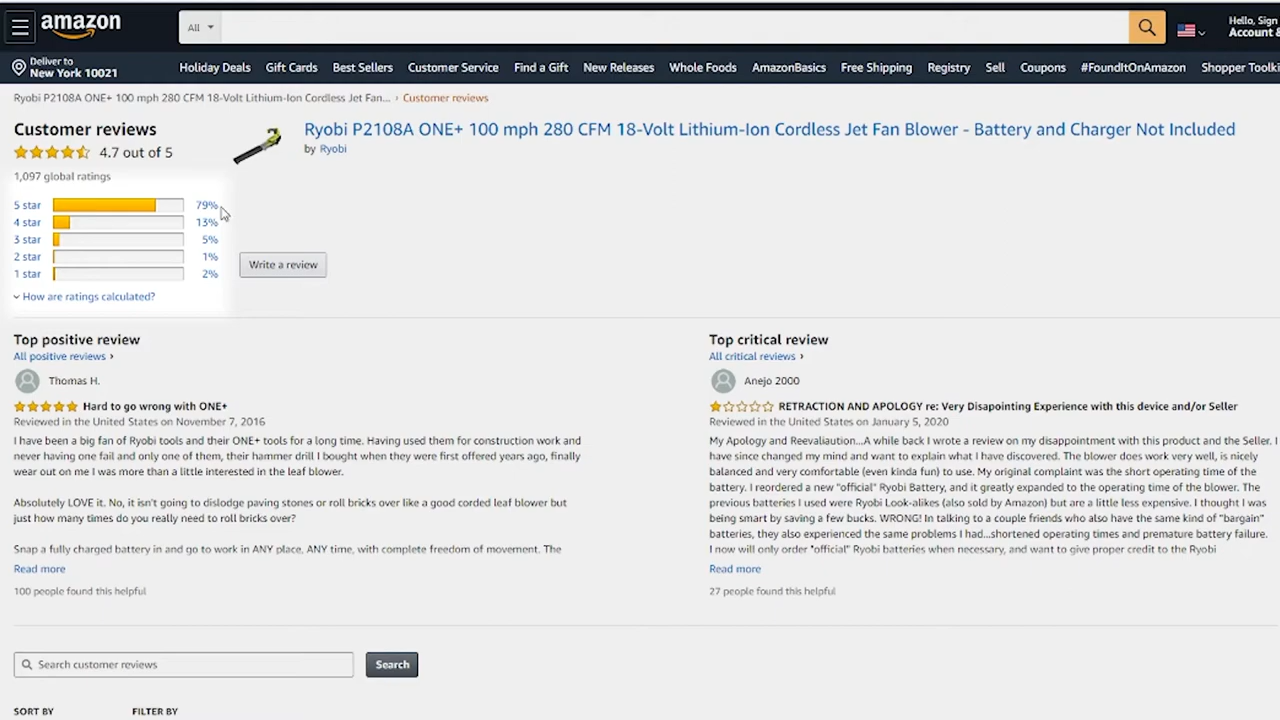 amazon
All
Hello, Sign
Account &
Deliver to
New York 10021
Holiday Deals Gift Cards Best Sellers Customer Service Find a Gift New Releases Whole Foods AmazonBasics Free Shipping Registry Sell Coupons #FoundItOnAmazon Shopper Toolki
Ryobi P2108A ONE+ 100 mph 280 CFM 18-Volt Lithium-Ion Cordless Jet Fan... › Customer reviews
Customer reviews
4.7 out of 5
1,097 global ratings
5 star 79%
4 star 13%
3 star 5%
2 star 1%
1 star 2%
How are ratings calculated?
Ryobi P2108A ONE+ 100 mph 280 CFM 18-Volt Lithium-Ion Cordless Jet Fan Blower - Battery and Charger Not Included
by Ryobi
Write a review
Top positive review
All positive reviews ›
Thomas H.
Hard to go wrong with ONE+
Reviewed in the United States on November 7, 2016
I have been a big fan of Ryobi tools and their ONE+ tools for a long time. Having used them for construction work and
never having one fail and only one of them, their hammer drill I bought when they were first offered years ago, finally
wear out on me I was more than a little interested in the leaf blower.
Absolutely LOVE it. No, it isn't going to dislodge paving stones or roll bricks over like a good corded leaf blower but
just how many times do you really need to roll bricks over?
Snap a fully charged battery in and go to work in ANY place, ANY time, with complete freedom of movement. The
Read more
100 people found this helpful
Top critical review
All critical reviews ›
Anejo 2000
RETRACTION AND APOLOGY re: Very Disapointing Experience with this device and/or Seller
Reviewed in the United States on January 5, 2020
My Apology and Reevaliaution...A while back I wrote a review on my disappointment with this product and the Seller. I
have since changed my mind and want to explain what I have discovered. The blower does work very well, is nicely
balanced and very comfortable (even kinda fun) to use. My original complaint was the short operating time of the
battery. I reordered a new "official" Ryobi Battery, and it greatly expanded to the operating time of the blower. The
previous batteries I used were Ryobi Look-alikes (also sold by Amazon) but are a little less expensive. I thought I was
being smart by saving a few bucks. WRONG! In talking to a couple friends who also have the same kind of "bargain"
batteries, they also experienced the same problems I had...shortened operating times and premature battery failure.
I now will only order "official" Ryobi batteries when necessary, and want to give proper credit to the Ryobi
Read more
27 people found this helpful
Search customer reviews
Search
SORT BY FILTER BY